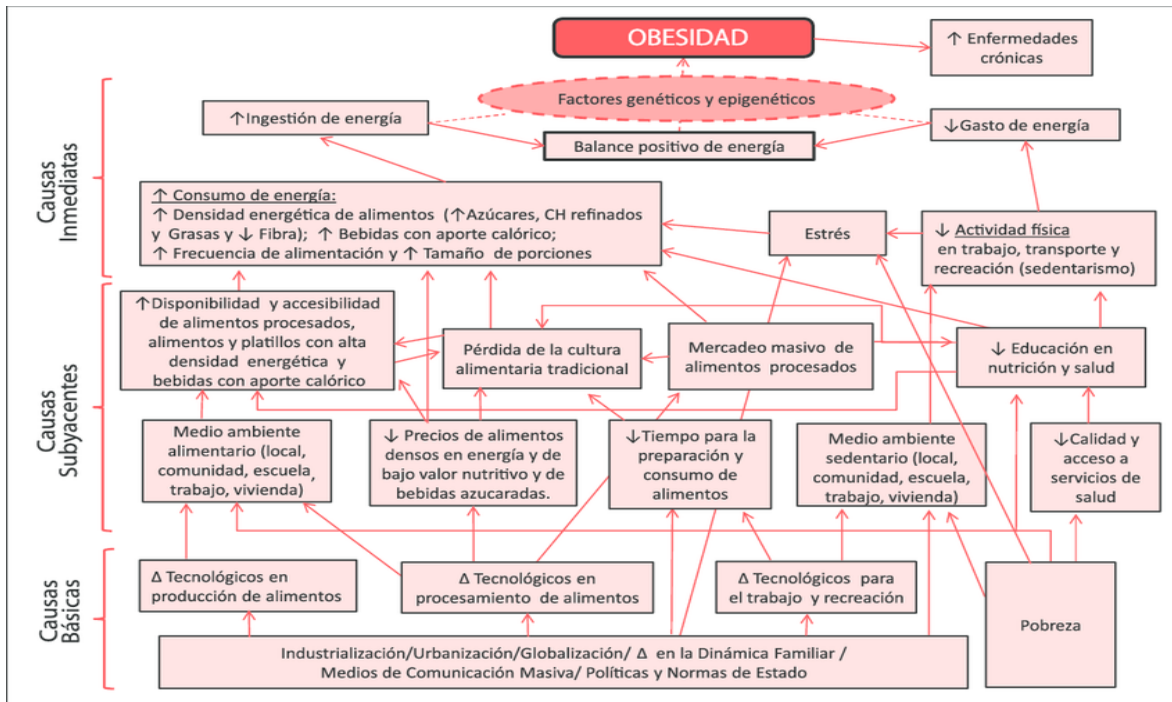 OBESIDAD
↑ Enfermedades
crónicas
Factores genéticos y epigenéticos
↑Ingestión de energía
↓Gasto de energía
Balance positivo de energía
Causas
Inmediatas
↑ Consumo de energía:
↑ Densidad energética de alimentos (↑Azúcares, CH refinados
y Grasas y ↓ Fibra); ↑ Bebidas con aporte calórico;
↑ Frecuencia de alimentación y ↑ Tamaño de porciones
Estrés
↓ Actividad física
en trabajo, transporte y
recreación (sedentarismo)
Causas
Subyacentes
↑Disponibilidad y accesibilidad
de alimentos procesados,
alimentos y platillos con alta
densidad energética y
bebidas con aporte calórico
Pérdida de la cultura
alimentaria tradicional
Mercadeo masivo de
alimentos procesados
↓ Educación en
nutrición y salud
Medio ambiente
alimentario (local,
comunidad, escuela,
trabajo, vivienda)
↓ Precios de alimentos
densos en energía y de
bajo valor nutritivo y de
bebidas azucaradas.
↓Tiempo para la
preparación y
consumo de
alimentos
Medio ambiente
sedentario (local,
comunidad, escuela,
trabajo, vivienda)
↓Calidad y
acceso a
servicios de
salud
Causas
Básicas
Δ Tecnológicos en
producción de alimentos
Δ Tecnológicos en
procesamiento de alimentos
Δ Tecnológicos para
el trabajo y recreación
Pobreza
Industrialización/Urbanización/Globalización/ Δ en la Dinámica Familiar /
Medios de Comunicación Masiva/ Políticas y Normas de Estado